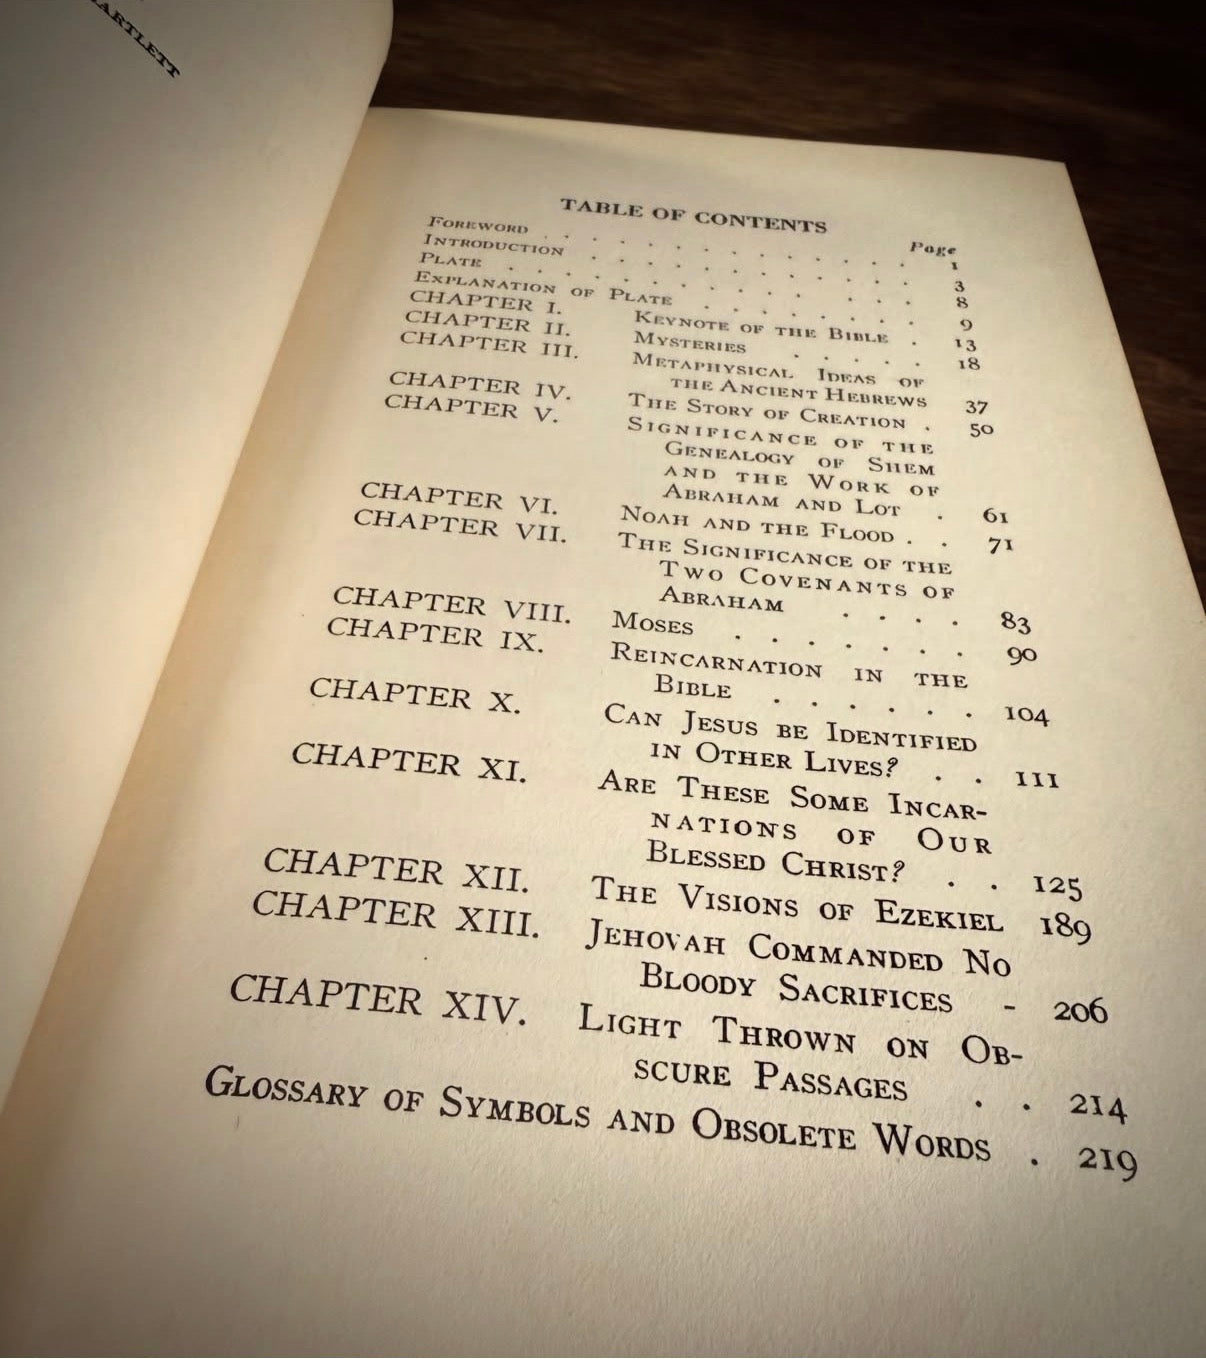 ARTLETT
TABLE OF CONTENTS
Page
FOREWORD . . . . . . . . . . . . 1
INTRODUCTION . . . . . . . . . . . 3
PLATE . . . . . . . . . . . . . 8
EXPLANATION OF PLATE . . . . . . . . 9
CHAPTER I. KEYNOTE OF THE BIBLE . 13
CHAPTER II. MYSTERIES . . . . . 18
CHAPTER III. METAPHYSICAL IDEAS OF
THE ANCIENT HEBREWS 37
CHAPTER IV. THE STORY OF CREATION . 50
CHAPTER V. SIGNIFICANCE OF THE
GENEALOGY OF SHEM
AND THE WORK OF
ABRAHAM AND LOT . 61
CHAPTER VI. NOAH AND THE FLOOD . . 71
CHAPTER VII. THE SIGNIFICANCE OF THE
TWO COVENANTS OF
ABRAHAM . . . . 83
CHAPTER VIII. MOSES . . . . . . . 90
CHAPTER IX. REINCARNATION IN THE
BIBLE . . . . . . 104
CHAPTER X. CAN JESUS BE IDENTIFIED
IN OTHER LIVES? . . 111
CHAPTER XI. ARE THESE SOME INCAR-
NATIONS OF OUR
BLESSED CHRIST? . . 125
CHAPTER XII. THE VISIONS OF EZEKIEL 189
CHAPTER XIII. JEHOVAH COMMANDED NO
BLOODY SACRIFICES - 206
CHAPTER XIV. LIGHT THROWN ON OB-
SCURE PASSAGES . . 214
GLOSSARY OF SYMBOLS AND OBSOLETE WORDS . 219